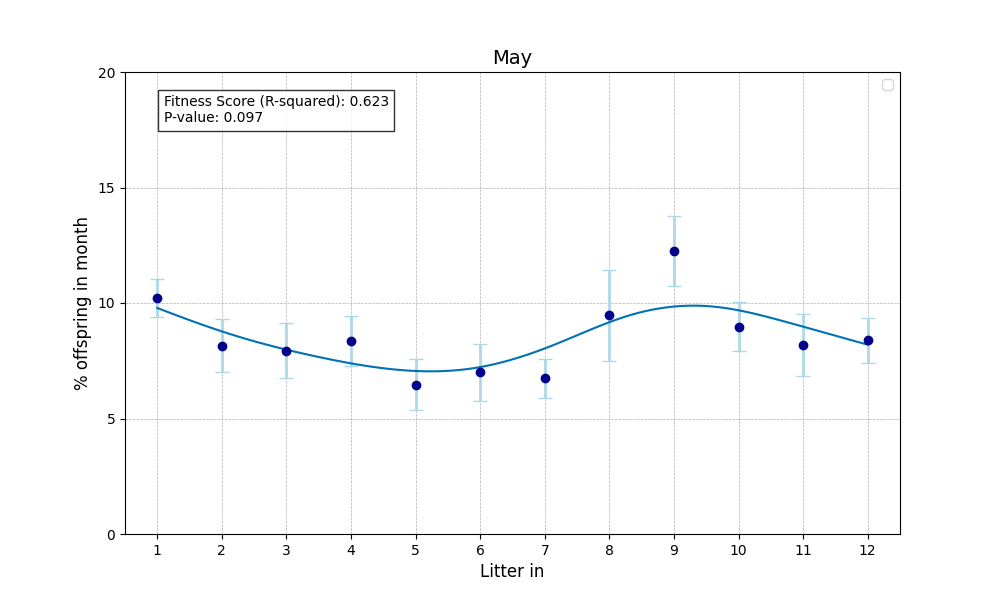 May
20
Fitness Score (R-squared): 0.623
P-value: 0.097
15
10
5
0
% offspring in month
1 2 3 4 5 6 7 8 9 10 11 12
Litter in